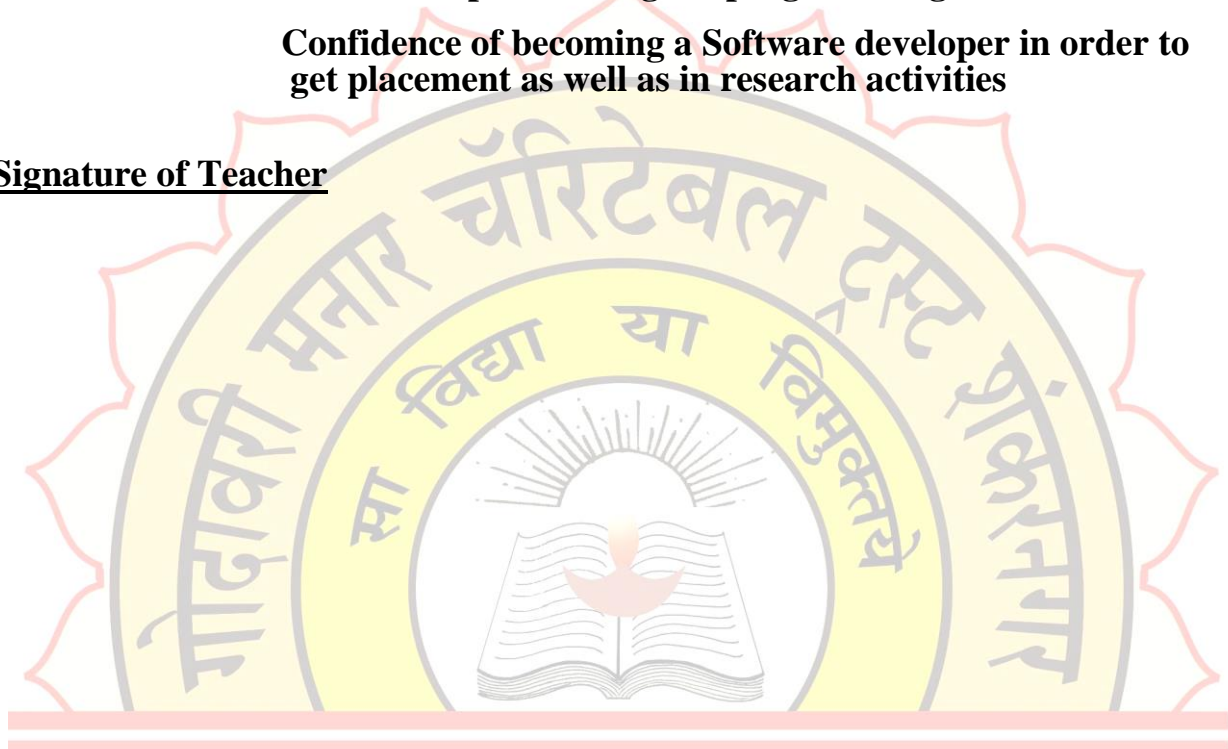 Confidence of becoming a Software developer in order to
get placement as well as in research activities
Signature of Teacher
गोदावरी मनार चॅरिटेबल ट्रस्ट शंकरनगर
सा विद्या या विमुक्तये